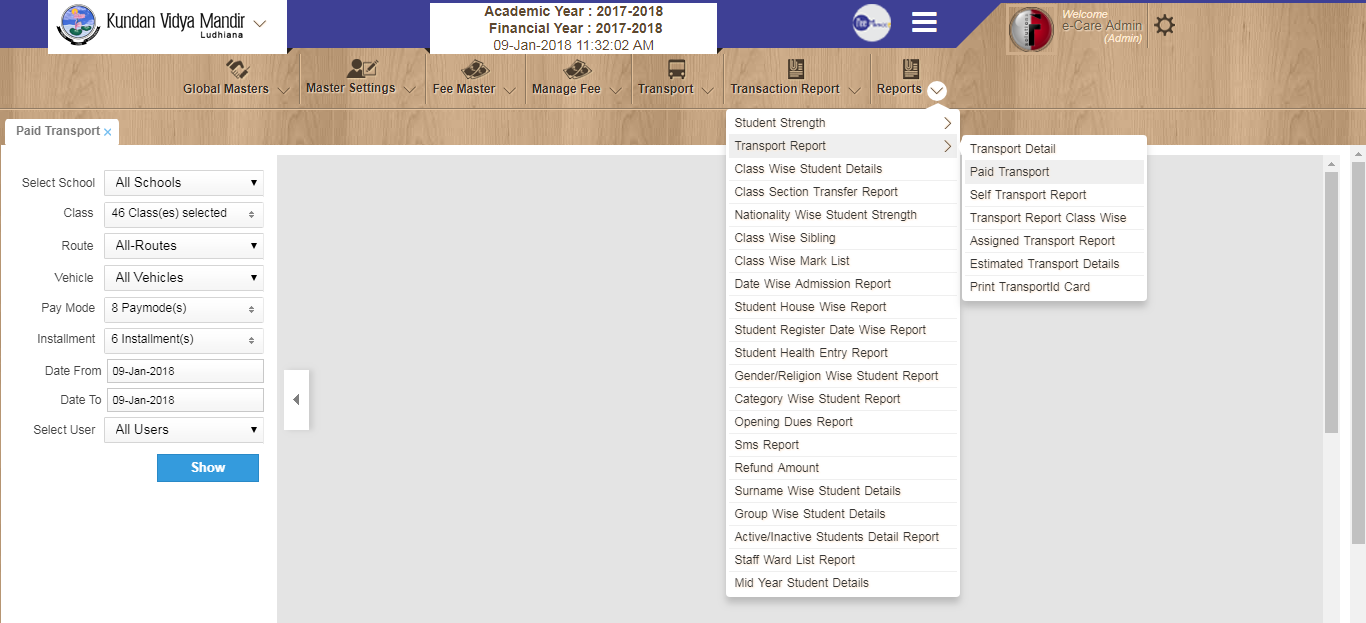 Kundan Vidya Mandir
Ludhiana
Academic Year : 2017-2018
Financial Year : 2017-2018
09-Jan-2018 11:32:02 AM
Welcome
e-Care Admin
(Admin)
Global Masters
Master Settings
Fee Master
Manage Fee
Transport
Transaction Report
Reports
Paid Transport ×
Select School All Schools
Class 46 Class(es) selected
Route All-Routes
Vehicle All Vehicles
Pay Mode 8 Paymode(s)
Installment 6 Installment(s)
Date From 09-Jan-2018
Date To 09-Jan-2018
Select User All Users
Show
Student Strength
Transport Report
Class Wise Student Details
Class Section Transfer Report
Nationality Wise Student Strength
Class Wise Sibling
Class Wise Mark List
Date Wise Admission Report
Student House Wise Report
Student Register Date Wise Report
Student Health Entry Report
Gender/Religion Wise Student Report
Category Wise Student Report
Opening Dues Report
Sms Report
Refund Amount
Surname Wise Student Details
Group Wise Student Details
Active/Inactive Students Detail Report
Staff Ward List Report
Mid Year Student Details
Transport Detail
Paid Transport
Self Transport Report
Transport Report Class Wise
Assigned Transport Report
Estimated Transport Details
Print TransportId Card